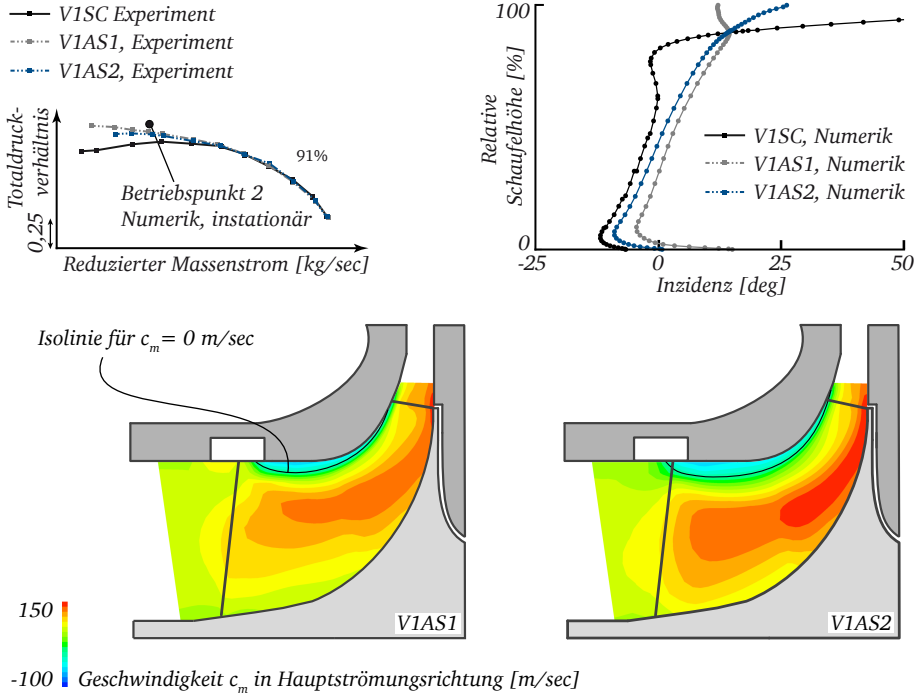 V1SC Experiment
V1AS1, Experiment
V1AS2, Experiment
Totaldruck-
verhältnis
0,25
91%
Betriebspunkt 2
Numerik, instationär
Reduzierter Massenstrom [kg/sec]
100
Relative
Schaufelhöhe [%]
V1SC, Numerik
V1AS1, Numerik
V1AS2, Numerik
0
-25
0
25
50
Inzidenz [deg]
Isolinie für c_m = 0 m/sec
V1AS1
V1AS2
150
-100
Geschwindigkeit c_m in Hauptströmungsrichtung [m/sec]